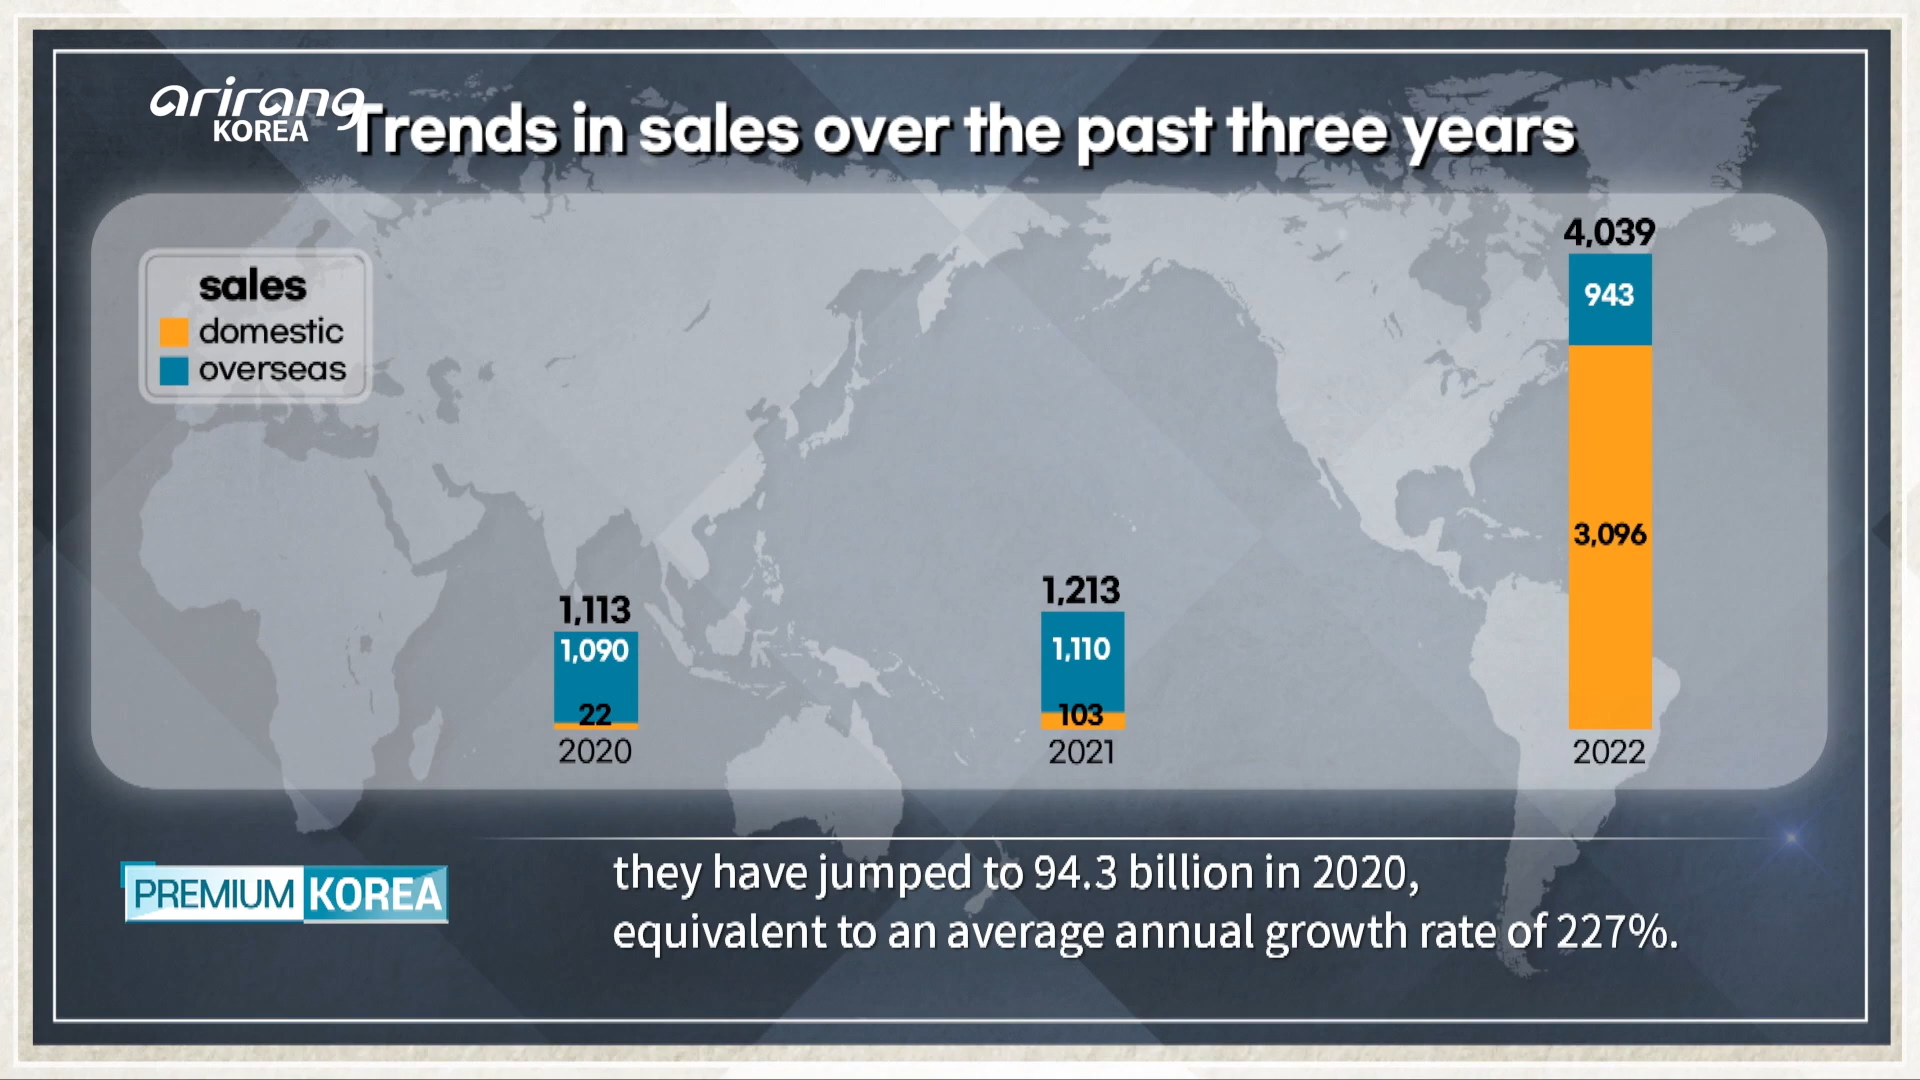 arirang
KOREA
Trends in sales over the past three years
sales
domestic
overseas
1,113
1,090
22
2020
1,213
1,110
103
2021
4,039
943
3,096
2022
PREMIUM KOREA
they have jumped to 94.3 billion in 2020,
equivalent to an average annual growth rate of 227%.